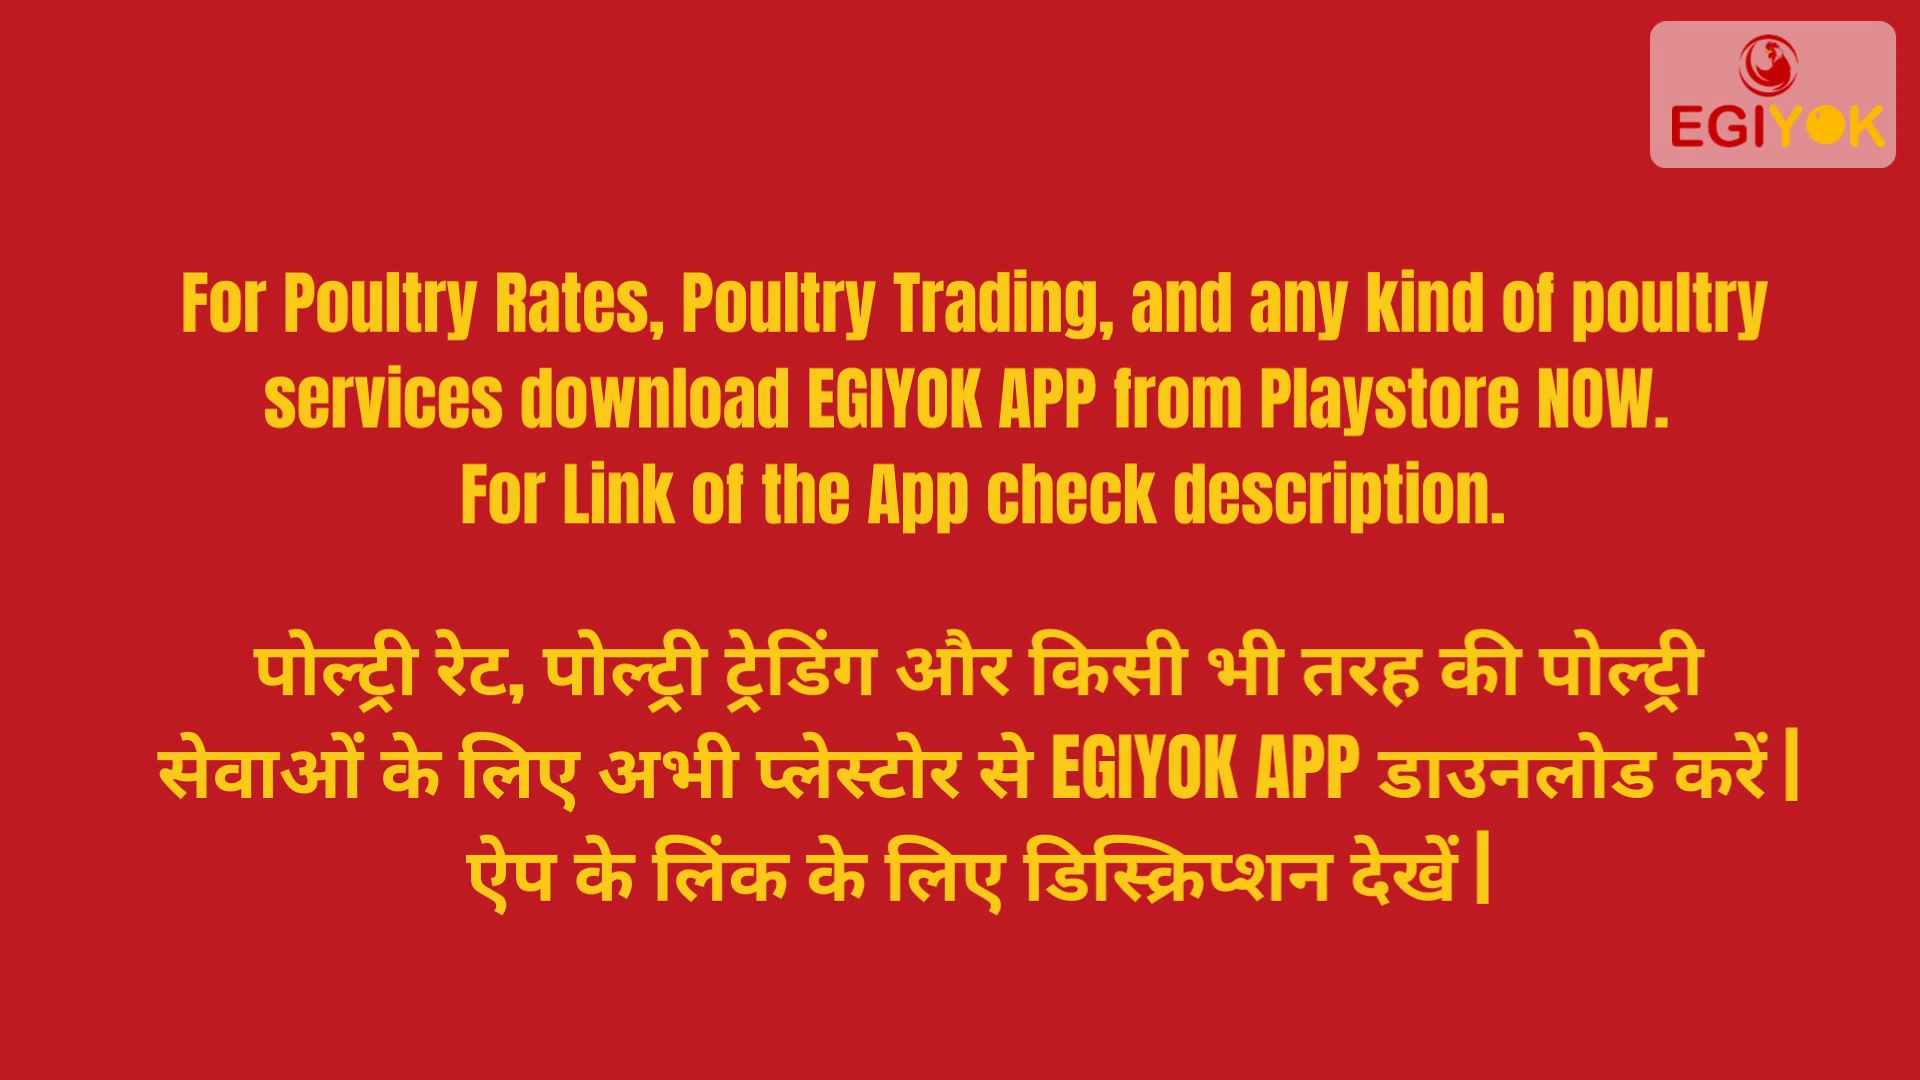 EGIYOK
For Poultry Rates, Poultry Trading, and any kind of poultry
services download EGIYOK APP from Playstore NOW.
For Link of the App check description.
पोल्ट्री रेट, पोल्ट्री ट्रेडिंग और किसी भी तरह की पोल्ट्री
सेवाओं के लिए अभी प्लेस्टोर से EGIYOK APP डाउनलोड करें|
ऐप के लिंक के लिए डिस्क्रिप्शन देखें|